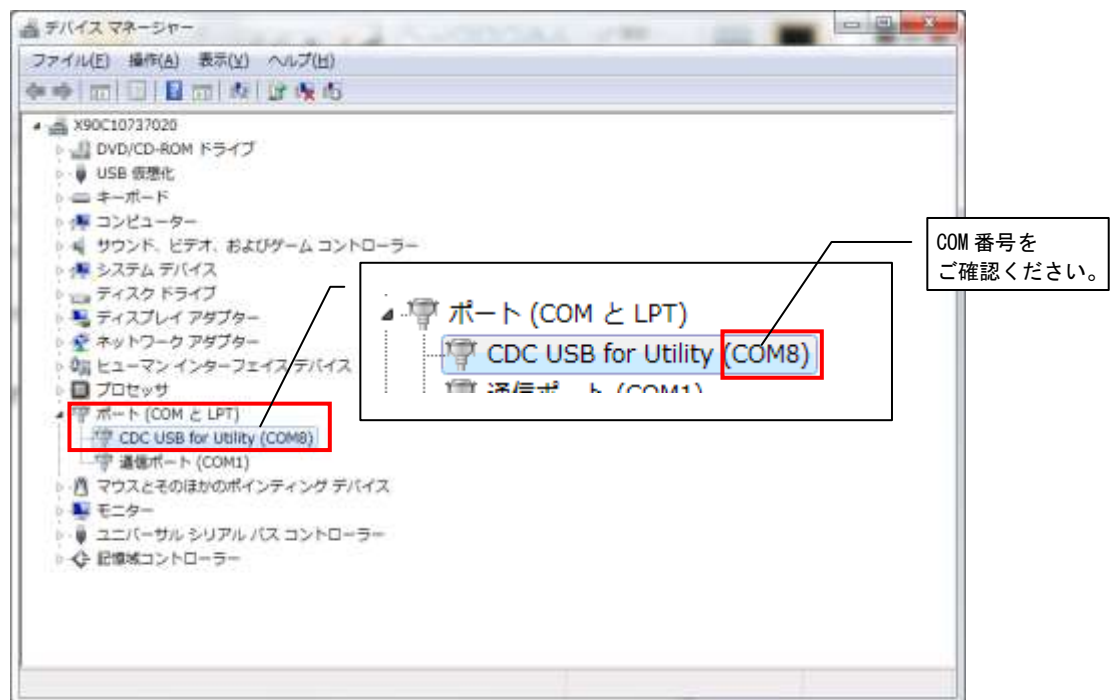 デバイス マネージャー
ファイル(F) 操作(A) 表示(V) ヘルプ(H)
X90C10737020
DVD/CD-ROM ドライブ
USB 仮想化
キーボード
コンピューター
サウンド、ビデオ、およびゲーム コントローラー
システム デバイス
ディスク ドライブ
ディスプレイ アダプター
ネットワーク アダプター
ヒューマン インターフェイス デバイス
プロセッサ
ポート (COM と LPT)
CDC USB for Utility (COM8)
通信ポート (COM1)
マウスとそのほかのポインティング デバイス
モニター
ユニバーサル シリアル バス コントローラー
記憶域コントローラー
ポート (COM と LPT)
CDC USB for Utility (COM8)
通信ポート (COM1)
COM 番号を
ご確認ください。